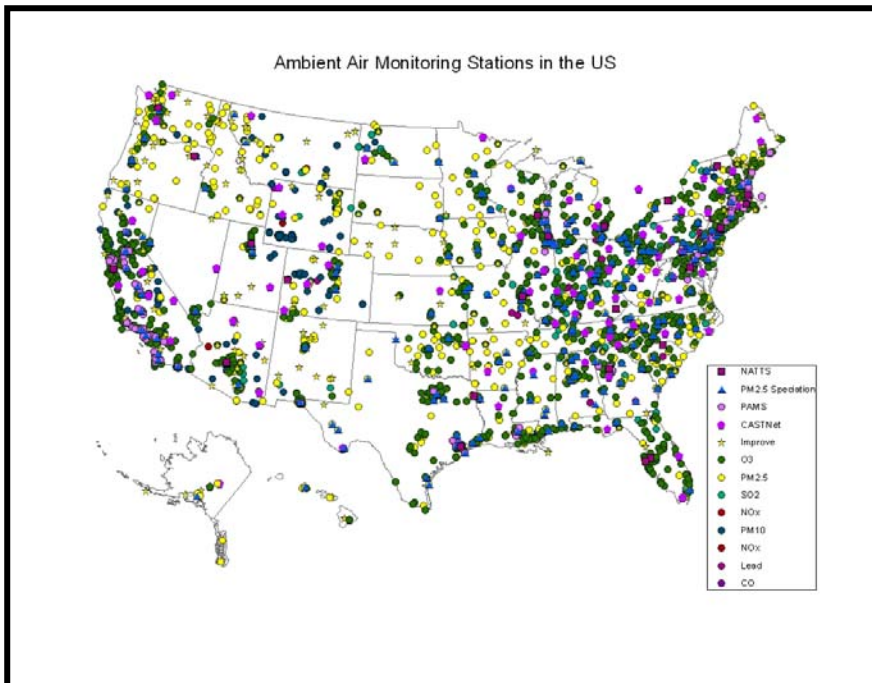 Ambient Air Monitoring Stations in the US
NATTS
PM2.5 Speciation
PAMS
CASTNet
Improve
O3
PM2.5
SO2
NOx
PM10
NOx
Lead
CO